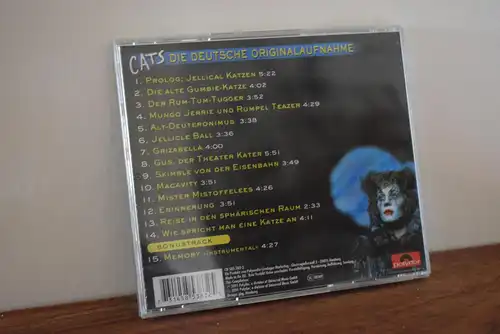 CATS DIE DEUTSCHE ORIGINALAUFNAHME
1. PROLOG; JELLICAL KATZEN 5:22
2. DIE ALTE GUMBIE-KATZE 4:02
3. DER RUM-TUM-TUGGER 3:52
4. MUNGO JERRIE UND RUMPEL TEAZER 4:29
5. ALT-DEUTERONIMUS 3:38
6. JELLICLE BALL 3:36
7. GRIZABELLA 4:00
8. GUS, DER THEATER KATER 5:51
9. SKIMBLE VON DER EISENBAHN 3:49
10. MACAVITY 3:51
11. MISTER MISTOFFELEES 4:26
12. ERINNERUNG 3:51
13. REISE IN DEN SPHÄRISCHEN RAUM 2:33
14. WIE SPRICHT MAN EINE KATZE AN 4:11
BONUSTRACK
15. MEMORY (INSTRUMENTAL) 4:27
polydor